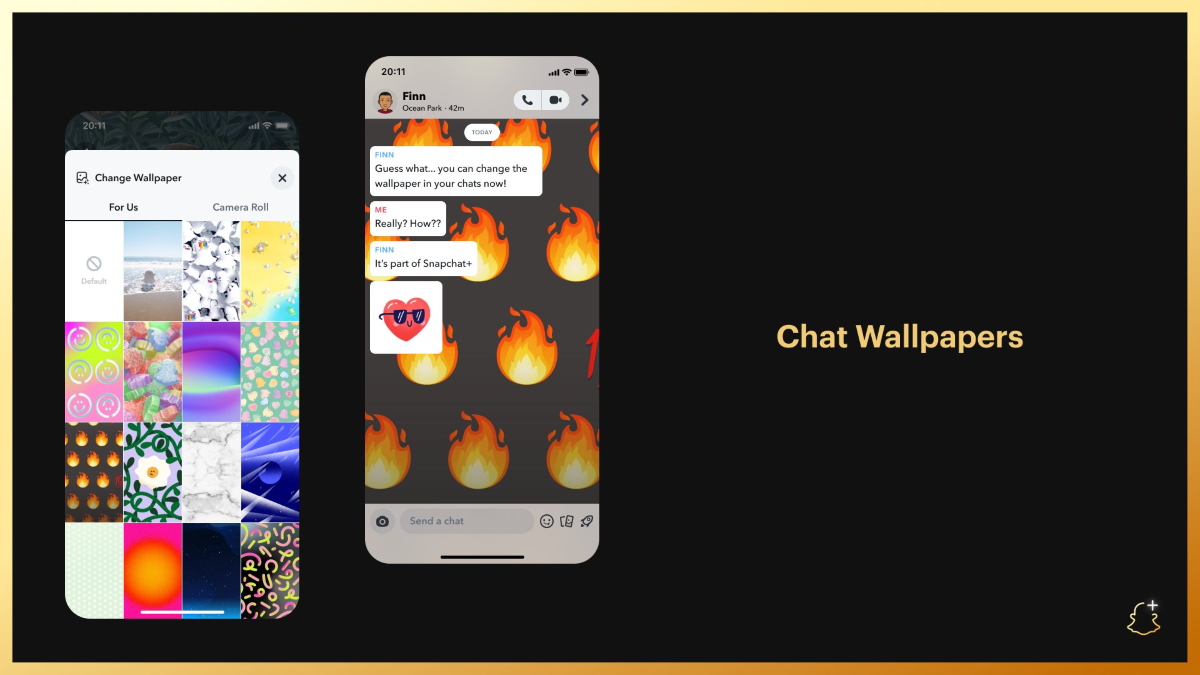 20:11
Change Wallpaper
For Us
Camera Roll
Default
20:11
Finn
Ocean Park · 42m
TODAY
FINN
Guess what... you can change the
wallpaper in your chats now!
ME
Really? How??
FINN
It's part of Snapchat+
Send a chat
Chat Wallpapers